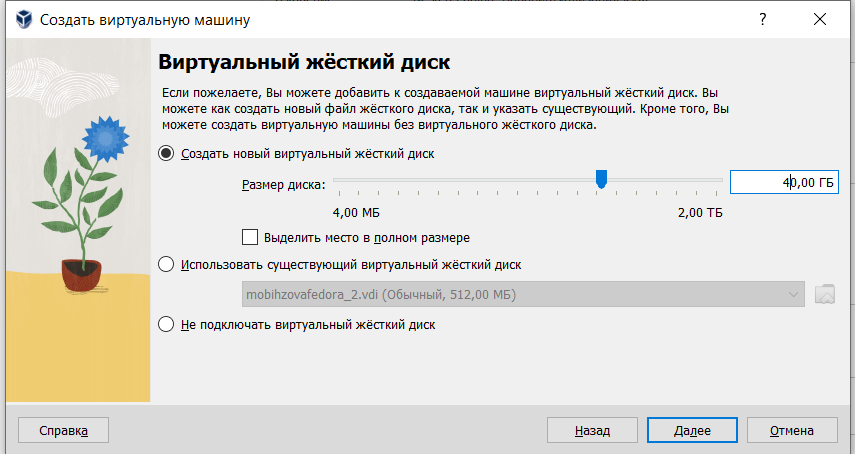 Создать виртуальную машину
?
Виртуальный жёсткий диск
Если пожелаете, Вы можете добавить к создаваемой машине виртуальный жёсткий диск. Вы
можете как создать новый файл жёсткого диска, так и указать существующий. Кроме того, Вы
можете создать виртуальную машины без виртуального жёсткого диска.
Создать новый виртуальный жёсткий диск
Размер диска:
40,00 ГБ
4,00 МБ 2,00 ТБ
Выделить место в полном размере
Использовать существующий виртуальный жёсткий диск
mobihzovafedora_2.vdi (Обычный, 512,00 МБ)
Не подключать виртуальный жёсткий диск
Справка Назад Далее Отмена